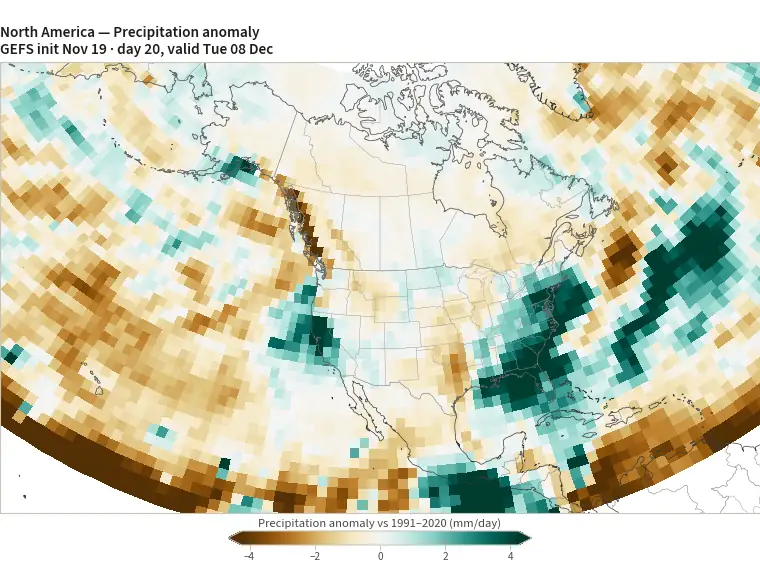 North America — Precipitation anomaly
GEFS init Nov 19 · day 20, valid Tue 08 Dec
Precipitation anomaly vs 1991–2020 (mm/day)
−4 −2 0 2 4